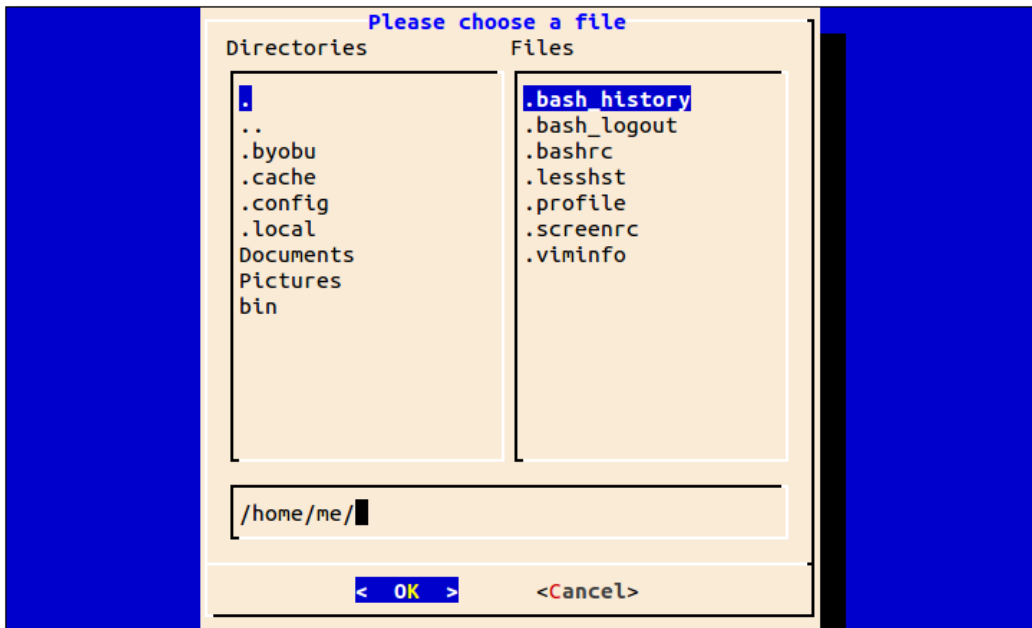 Please choose a file
Directories
Files
.
..
.byobu
.cache
.config
.local
Documents
Pictures
bin
.bash_history
.bash_logout
.bashrc
.lesshst
.profile
.screenrc
.viminfo
/home/me/
< OK >
<Cancel>